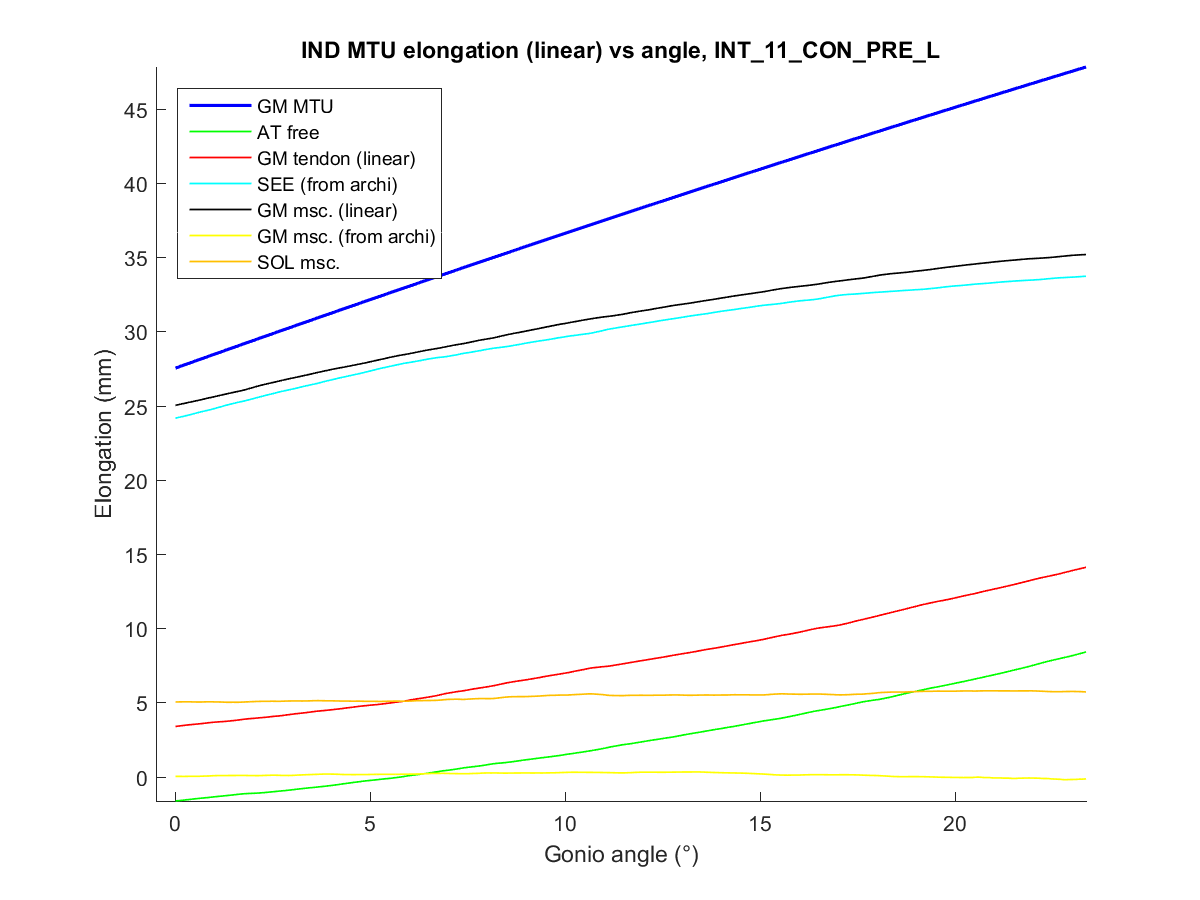 IND MTU elongation (linear) vs angle, INT_11_CON_PRE_L
GM MTU
AT free
GM tendon (linear)
SEE (from archi)
GM msc. (linear)
GM msc. (from archi)
SOL msc.
45
40
35
30
25
20
15
10
5
0
Elongation (mm)
0 5 10 15 20
Gonio angle (°)